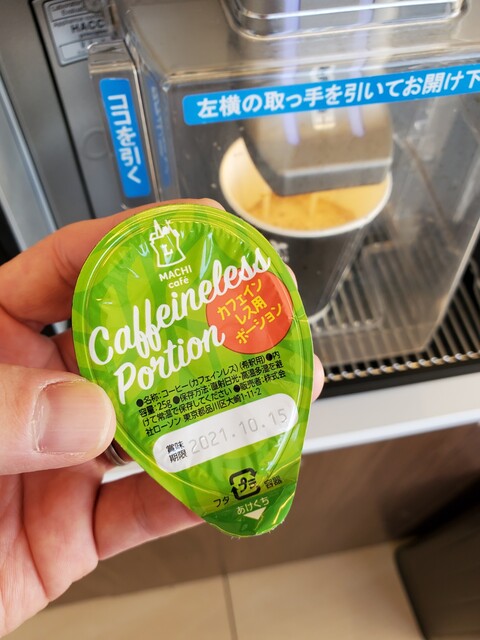 HACC
左横の取っ手を引いてお開け下
ココを引く
MACHI
café
Caffeineless
Portion
カフェイン
レス用
ポーション
●名称:コーヒー(カフェインレス)(希釈用)●内
容量:25g●保存方法:直射日光・高温多湿を避
けて常温で保存してください●販売者:株式会
社ローソン 東京都品川区大崎1-11-2
賞味
期限
2021.10.15
フタ
プラ
容器
あけくち